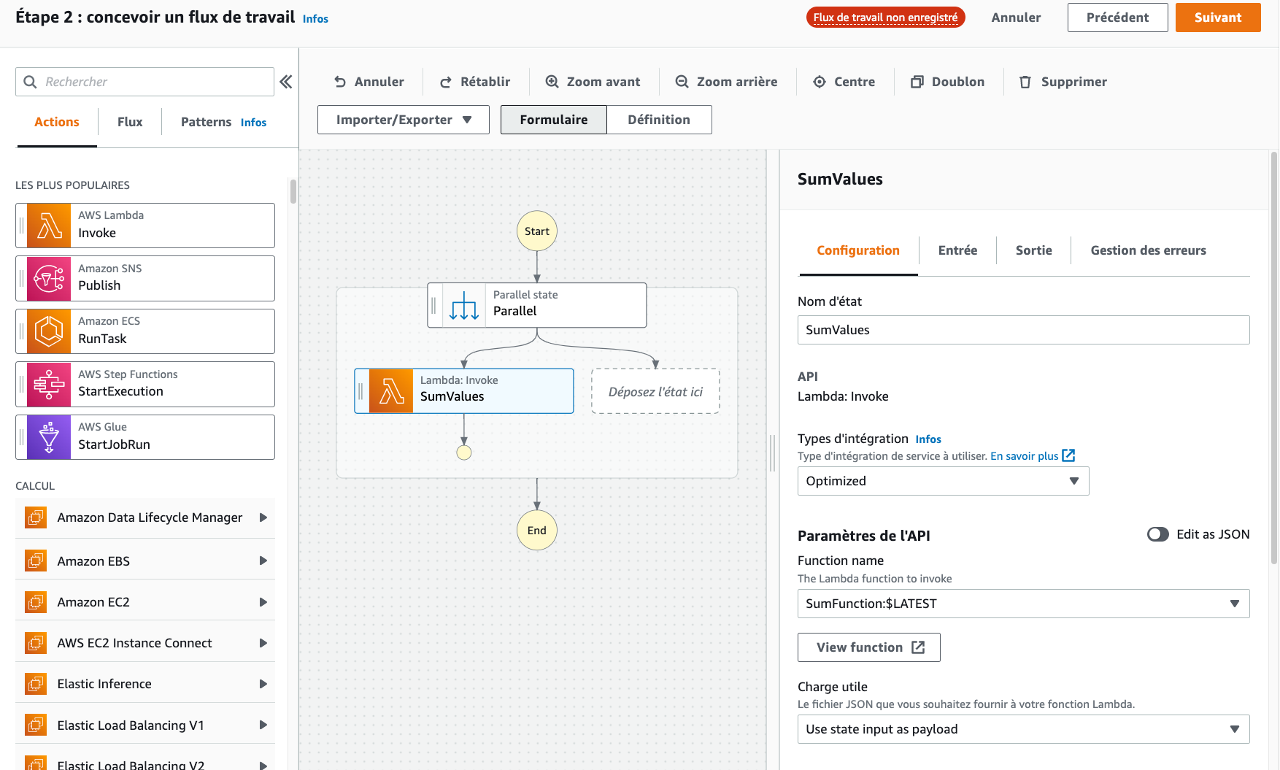 Étape 2 : concevoir un flux de travail Infos
Flux de travail non enregistré
Annuler
Précédent
Suivant
Rechercher
Actions
Flux
Patterns Infos
LES PLUS POPULAIRES
AWS Lambda
Invoke
Amazon SNS
Publish
Amazon ECS
RunTask
AWS Step Functions
StartExecution
AWS Glue
StartJobRun
CALCUL
Amazon Data Lifecycle Manager
Amazon EBS
Amazon EC2
AWS EC2 Instance Connect
Elastic Inference
Elastic Load Balancing V1
Elastic Load Balancing V2
Annuler
Rétablir
Zoom avant
Zoom arrière
Centre
Doublon
Supprimer
Importer/Exporter
Formulaire
Définition
Start
Parallel state
Parallel
Lambda: Invoke
SumValues
Déposez l'état ici
End
SumValues
Configuration
Entrée
Sortie
Gestion des erreurs
Nom d'état
SumValues
API
Lambda: Invoke
Types d'intégration Infos
Type d'intégration de service à utiliser. En savoir plus
Optimized
Paramètres de l'API
Edit as JSON
Function name
The Lambda function to invoke
SumFunction:$LATEST
View function
Charge utile
Le fichier JSON que vous souhaitez fournir à votre fonction Lambda.
Use state input as payload